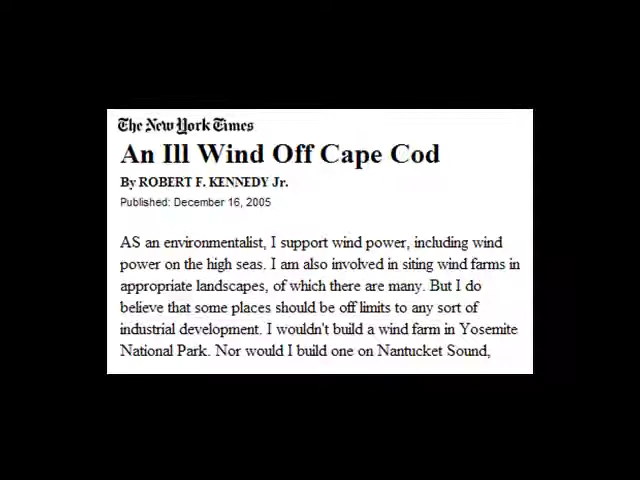 The New York Times
An Ill Wind Off Cape Cod
By ROBERT F. KENNEDY Jr.
Published: December 16, 2005
AS an environmentalist, I support wind power, including wind
power on the high seas. I am also involved in siting wind farms in
appropriate landscapes, of which there are many. But I do
believe that some places should be off limits to any sort of
industrial development. I wouldn't build a wind farm in Yosemite
National Park. Nor would I build one on Nantucket Sound,